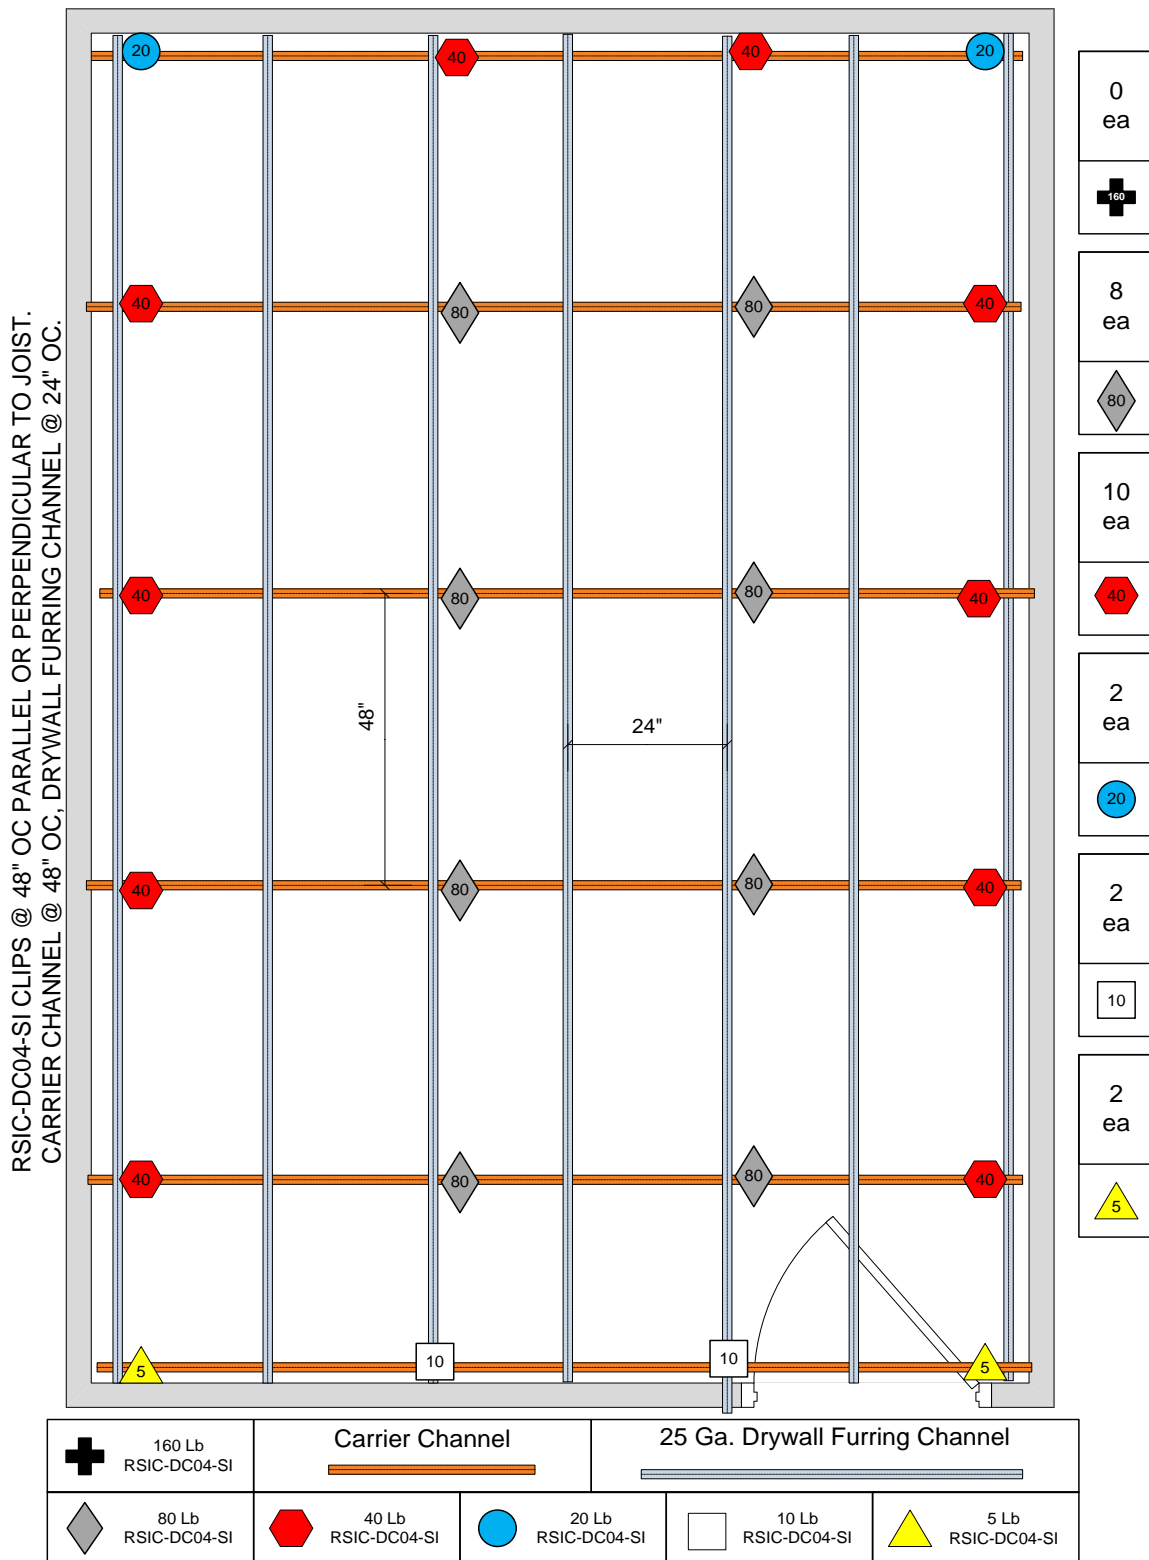 RSIC-DC04-SI CLIPS @ 48" OC PARALLEL OR PERPENDICULAR TO JOIST.
CARRIER CHANNEL @ 48" OC, DRYWALL FURRING CHANNEL @ 24" OC.
20
40
40
20
40
80
80
40
40
80
80
40
48"
24"
40
80
80
40
40
80
80
40
5
10
10
5
0
ea
160
8
ea
80
10
ea
40
2
ea
20
2
ea
10
2
ea
5
160 Lb
RSIC-DC04-SI
Carrier Channel
25 Ga. Drywall Furring Channel
80 Lb
RSIC-DC04-SI
40 Lb
RSIC-DC04-SI
20 Lb
RSIC-DC04-SI
10 Lb
RSIC-DC04-SI
5 Lb
RSIC-DC04-SI